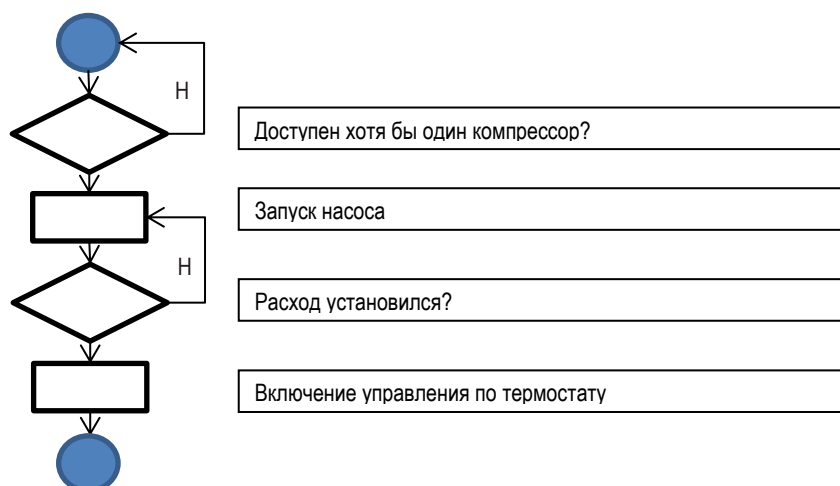 Н
Доступен хотя бы один компрессор?
Запуск насоса
Н
Расход установился?
Включение управления по термостату